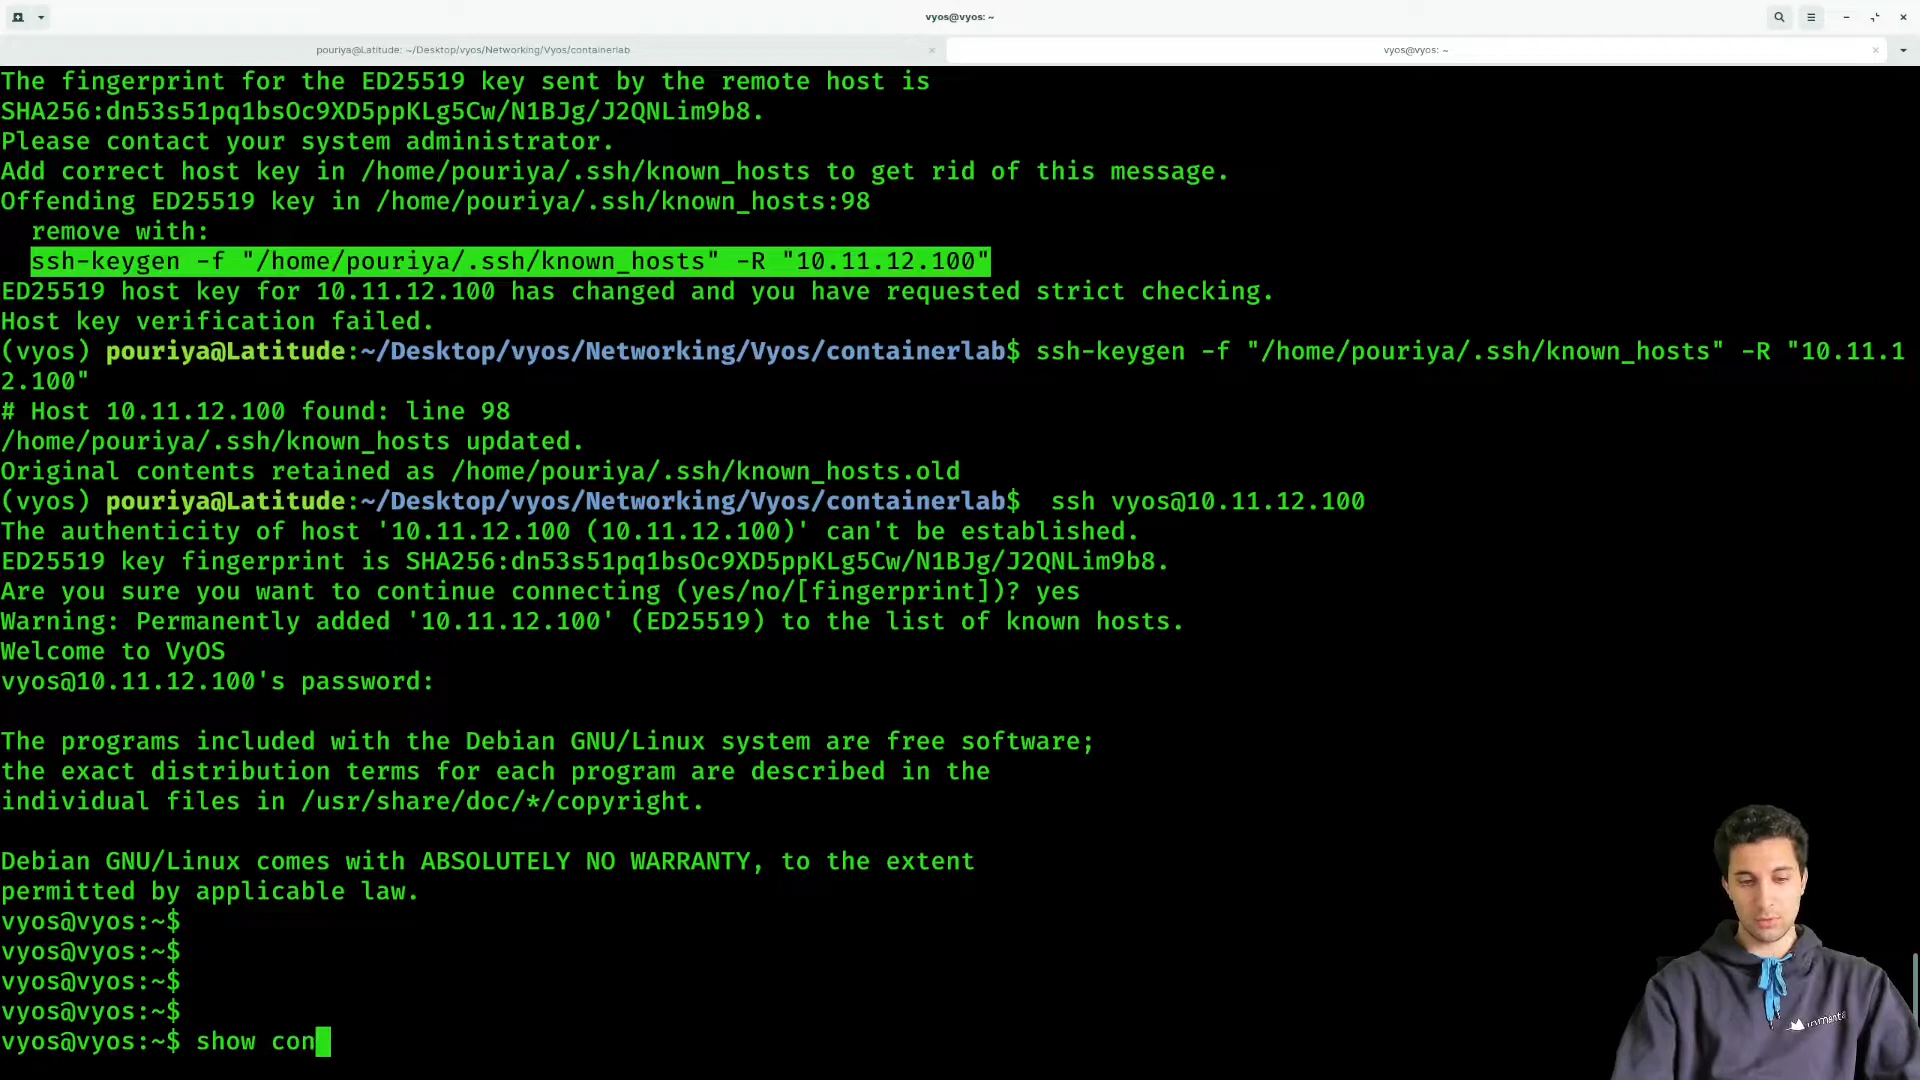 vyos@vyos: ~
pouriya@Latitude: ~/Desktop/vyos/Networking/Vyos/containerlab
vyos@vyos: ~
The fingerprint for the ED25519 key sent by the remote host is
SHA256:dn53s51pq1bsOc9XD5ppKLg5Cw/N1BJg/J2QNLim9b8.
Please contact your system administrator.
Add correct host key in /home/pouriya/.ssh/known_hosts to get rid of this message.
Offending ED25519 key in /home/pouriya/.ssh/known_hosts:98
remove with:
ssh-keygen -f "/home/pouriya/.ssh/known_hosts" -R "10.11.12.100"
ED25519 host key for 10.11.12.100 has changed and you have requested strict checking.
Host key verification failed.
(vyos) pouriya@Latitude:~/Desktop/vyos/Networking/Vyos/containerlab$ ssh-keygen -f "/home/pouriya/.ssh/known_hosts" -R "10.11.1
2.100"
# Host 10.11.12.100 found: line 98
/home/pouriya/.ssh/known_hosts updated.
Original contents retained as /home/pouriya/.ssh/known_hosts.old
(vyos) pouriya@Latitude:~/Desktop/vyos/Networking/Vyos/containerlab$  ssh vyos@10.11.12.100
The authenticity of host '10.11.12.100 (10.11.12.100)' can't be established.
ED25519 key fingerprint is SHA256:dn53s51pq1bsOc9XD5ppKLg5Cw/N1BJg/J2QNLim9b8.
Are you sure you want to continue connecting (yes/no/[fingerprint])? yes
Warning: Permanently added '10.11.12.100' (ED25519) to the list of known hosts.
Welcome to VyOS
vyos@10.11.12.100's password:
The programs included with the Debian GNU/Linux system are free software;
the exact distribution terms for each program are described in the
individual files in /usr/share/doc/*/copyright.
Debian GNU/Linux comes with ABSOLUTELY NO WARRANTY, to the extent
permitted by applicable law.
vyos@vyos:~$
vyos@vyos:~$
vyos@vyos:~$
vyos@vyos:~$
vyos@vyos:~$ show con